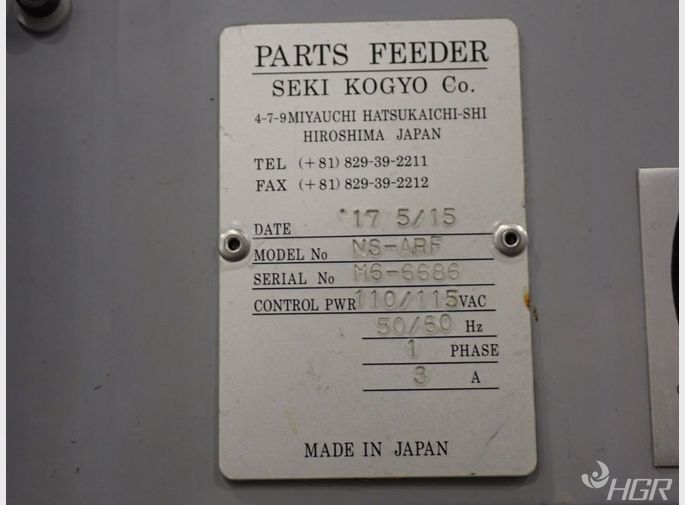 PARTS FEEDER
SEKI KOGYO Co.
4-7-9MIYAUCHI HATSUKAICHI-SHI
HIROSHIMA JAPAN
TEL (+81) 829-39-2211
FAX (+81) 829-39-2212
DATE '17 5/15
MODEL No NS-ARF
SERIAL No M6-6686
CONTROL PWR 110/115VAC
50/60 Hz
1 PHASE
3 A
MADE IN JAPAN
HGR